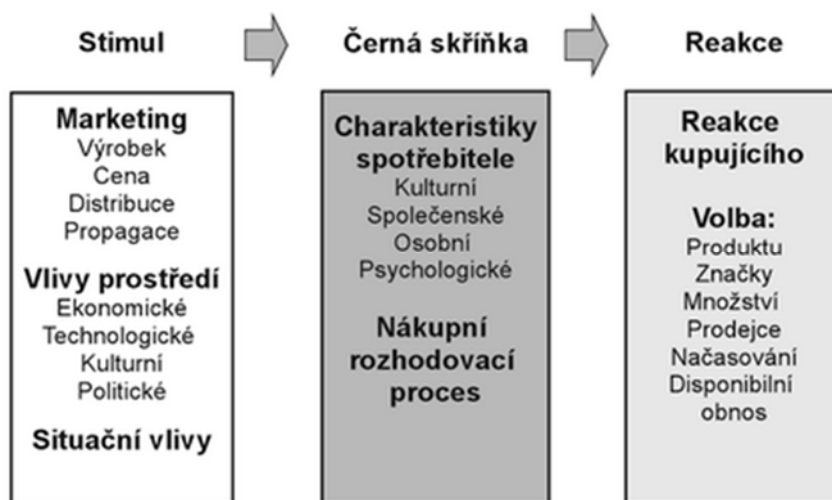 Stimul
Černá skříňka
Reakce
Marketing
Výrobek
Cena
Distribuce
Propagace
Vlivy prostředí
Ekonomické
Technologické
Kulturní
Politické
Situační vlivy
Charakteristiky
spotřebitele
Kulturní
Společenské
Osobní
Psychologické
Nákupní
rozhodovací
proces
Reakce
kupujícího
Volba:
Produktu
Značky
Množství
Prodejce
Načasování
Disponibilní
obnos